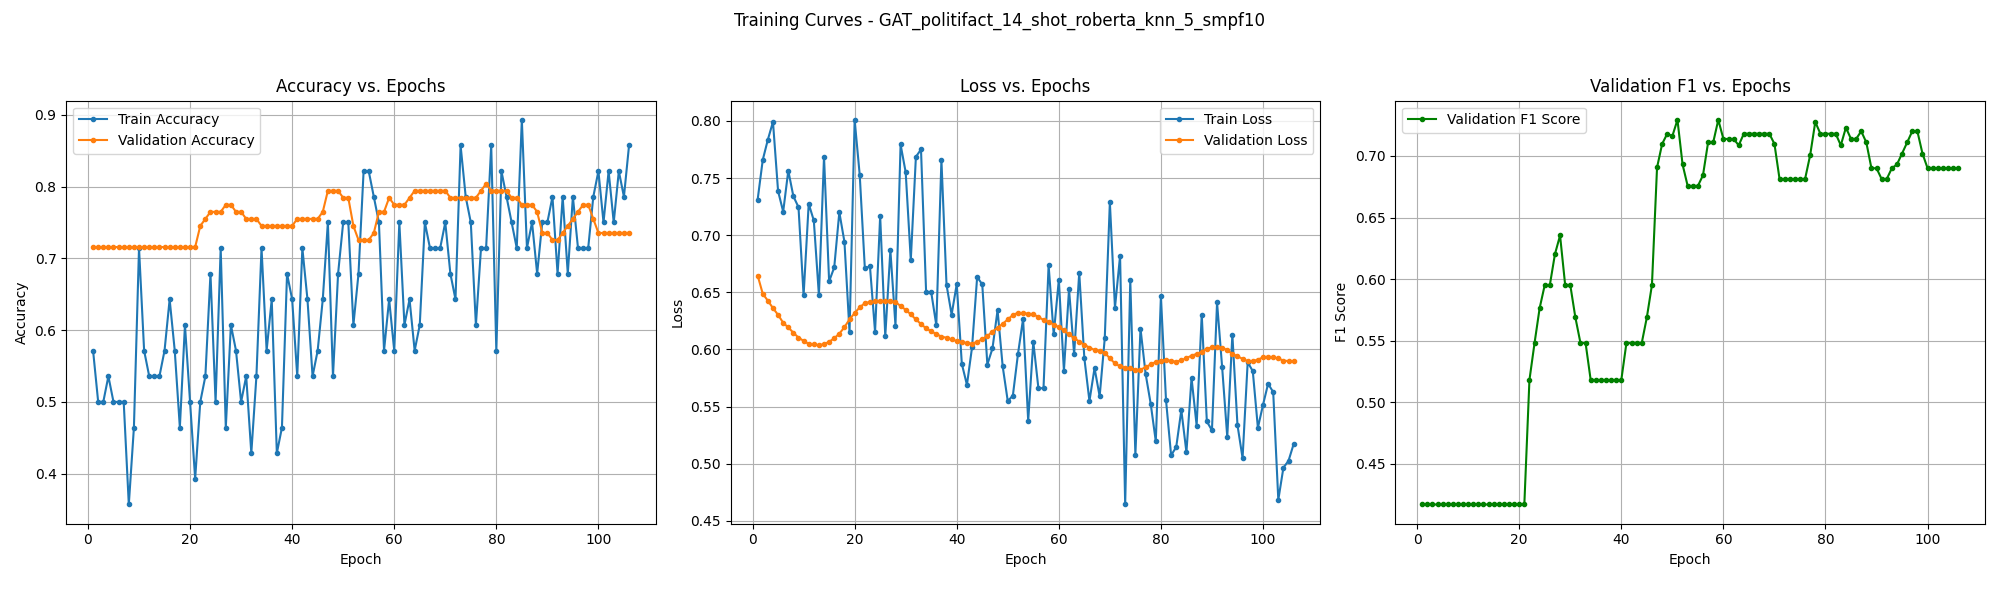 Training Curves - GAT_politifact_14_shot_roberta_knn_5_smpf10
Accuracy vs. Epochs
Train Accuracy
Validation Accuracy
0.9
0.8
0.7
0.6
0.5
0.4
Accuracy
0 20 40 60 80 100
Epoch
Loss vs. Epochs
Train Loss
Validation Loss
0.80
0.75
0.70
0.65
0.60
0.55
0.50
0.45
Loss
0 20 40 60 80 100
Epoch
Validation F1 vs. Epochs
Validation F1 Score
0.70
0.65
0.60
0.55
0.50
0.45
F1 Score
0 20 40 60 80 100
Epoch